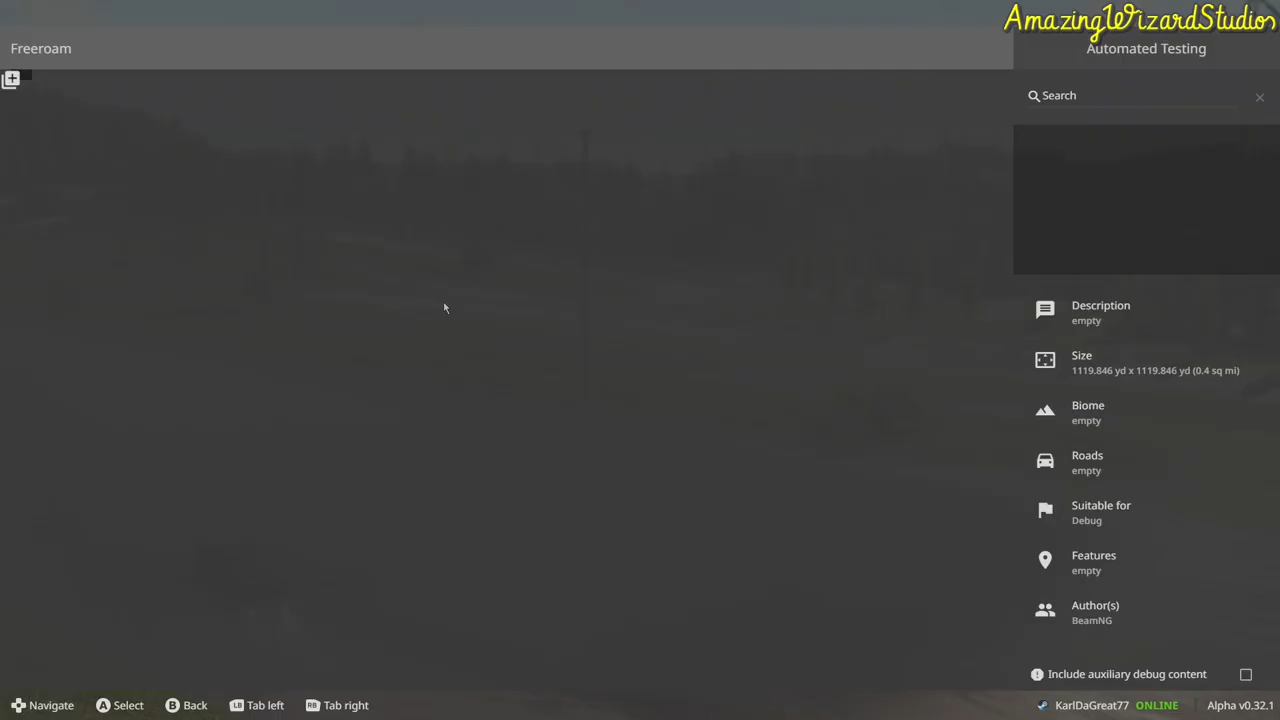 AmazingWizardStudios
Freeroam
Automated Testing
Search
Description
empty
Size
1119.846 yd x 1119.846 yd (0.4 sq mi)
Biome
empty
Roads
empty
Suitable for
Debug
Features
empty
Author(s)
BeamNG
Include auxiliary debug content
Navigate
A Select
B Back
LB Tab left
RB Tab right
KarlDaGreat77 ONLINE
Alpha v0.32.1